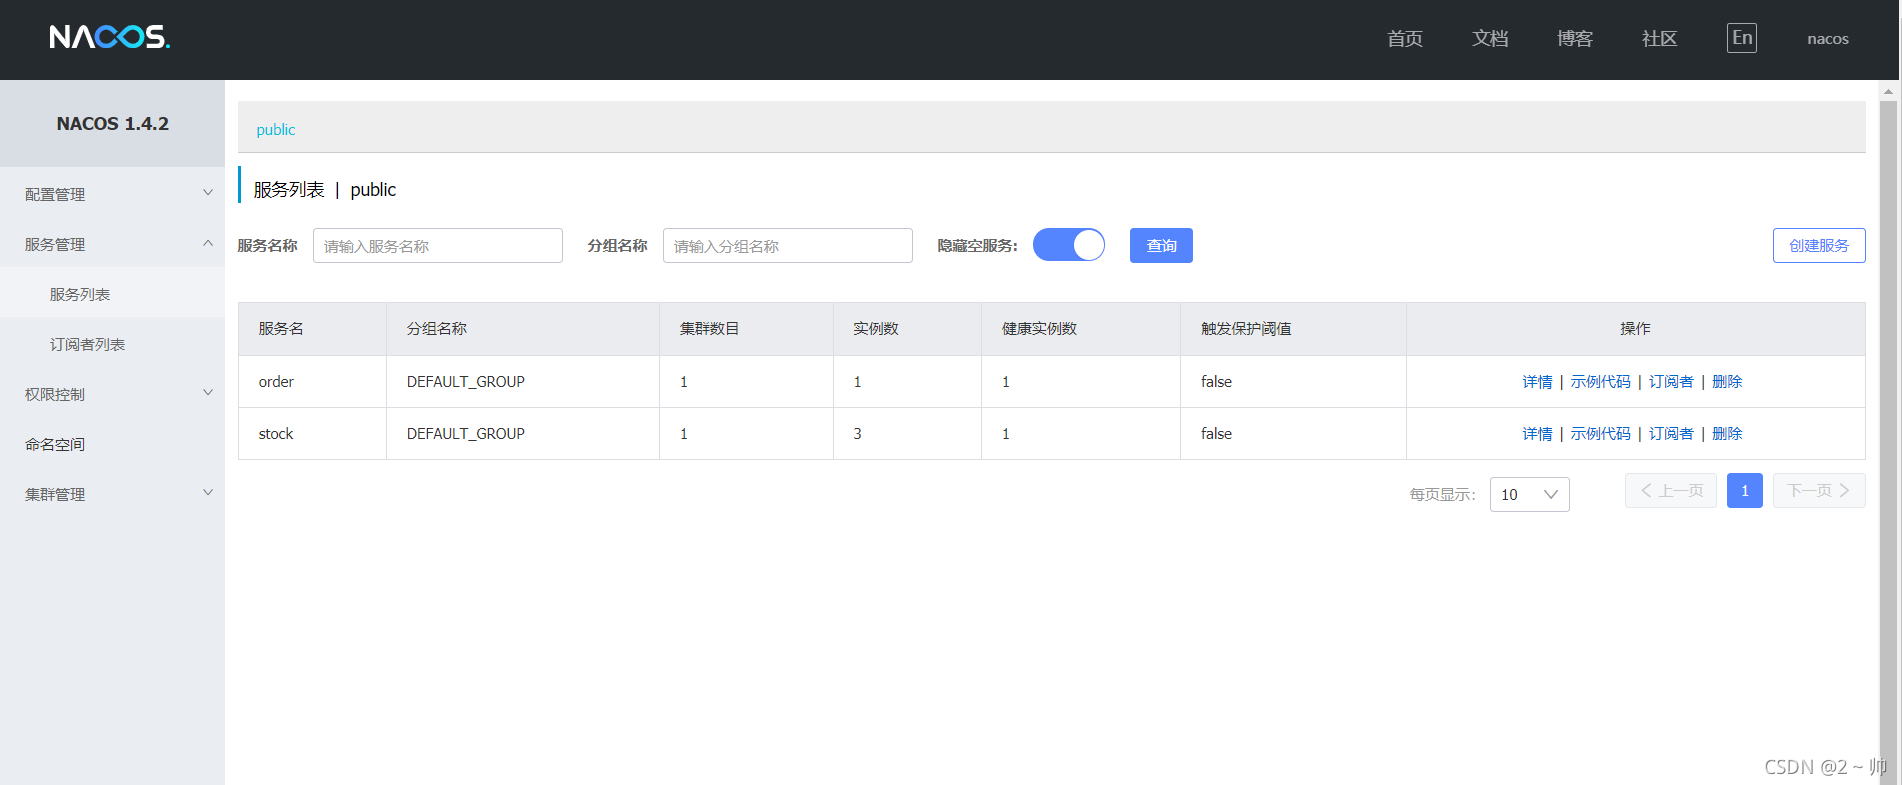 NACOS.
首页 文档 博客 社区 En nacos
NACOS 1.4.2
配置管理
服务管理
服务列表
订阅者列表
权限控制
命名空间
集群管理
public
服务列表 | public
服务名称 请输入服务名称 分组名称 请输入分组名称 隐藏空服务: 查询 创建服务
服务名 分组名称 集群数目 实例数 健康实例数 触发保护阈值 操作
order DEFAULT_GROUP 1 1 1 false 详情 | 示例代码 | 订阅者 | 删除
stock DEFAULT_GROUP 1 3 1 false 详情 | 示例代码 | 订阅者 | 删除
每页显示: 10 上一页 1 下一页
CSDN @2 ~ 帅